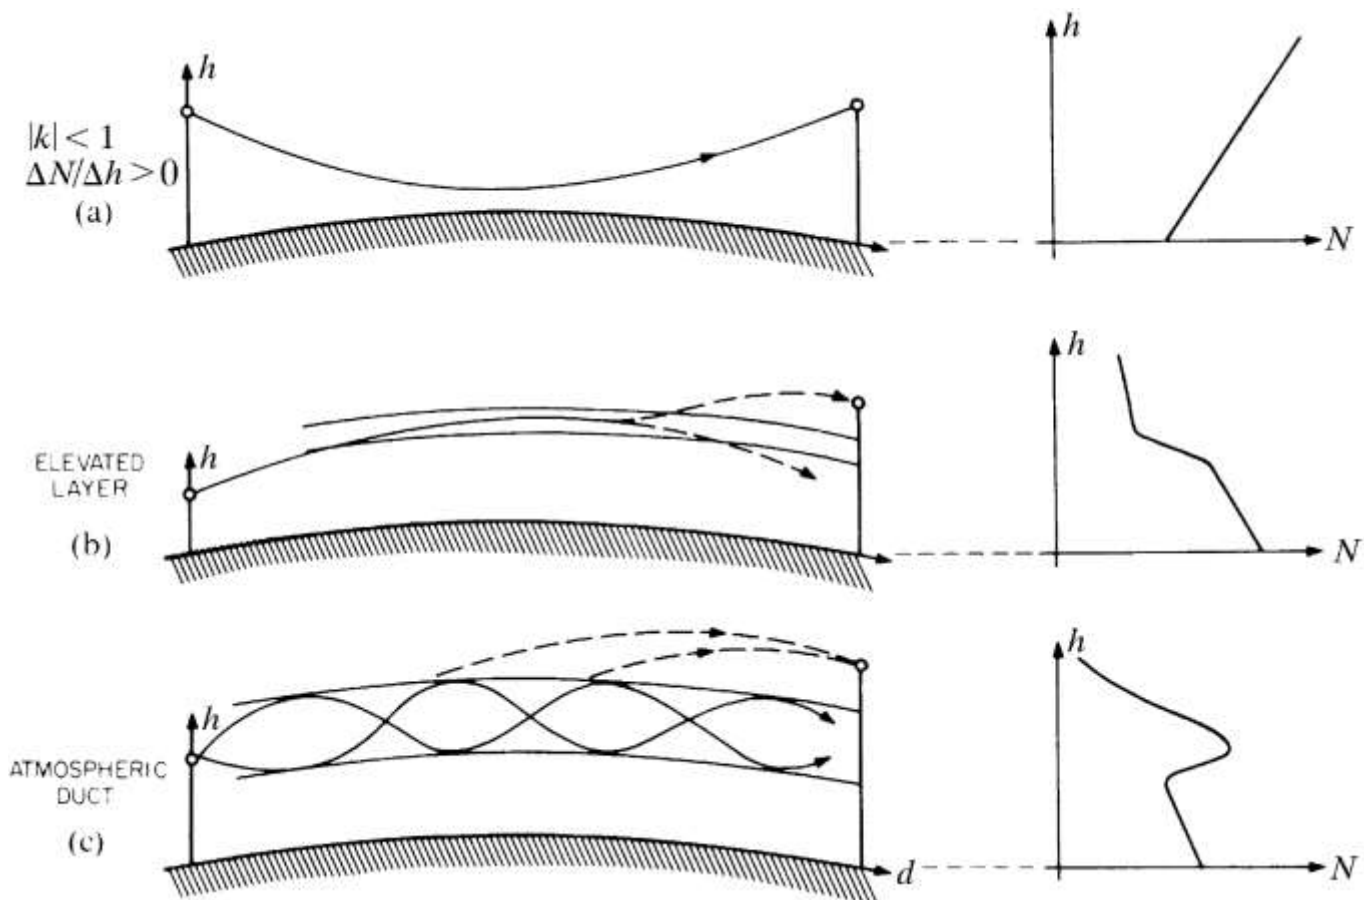 h
h
|k| < 1
ΔN/Δh > 0
(a)
N
h
h
ELEVATED
LAYER
(b)
N
h
h
ATMOSPHERIC
DUCT
(c)
d
N